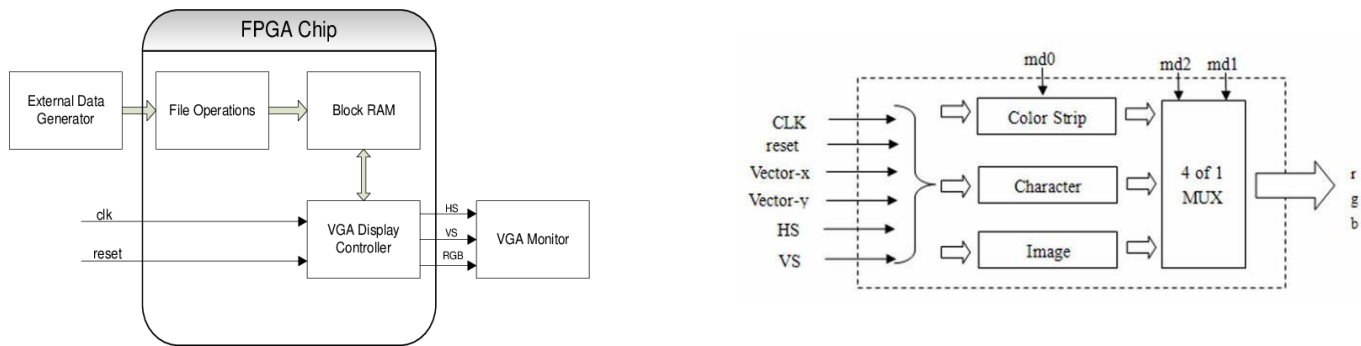 FPGA Chip
External Data
Generator
File Operations
Block RAM
clk
reset
VGA Display
Controller
HS
VS
RGB
VGA Monitor
md0
md2
md1
CLK
reset
Vector-x
Vector-y
HS
VS
Color Strip
Character
Image
4 of 1
MUX
r
g
b